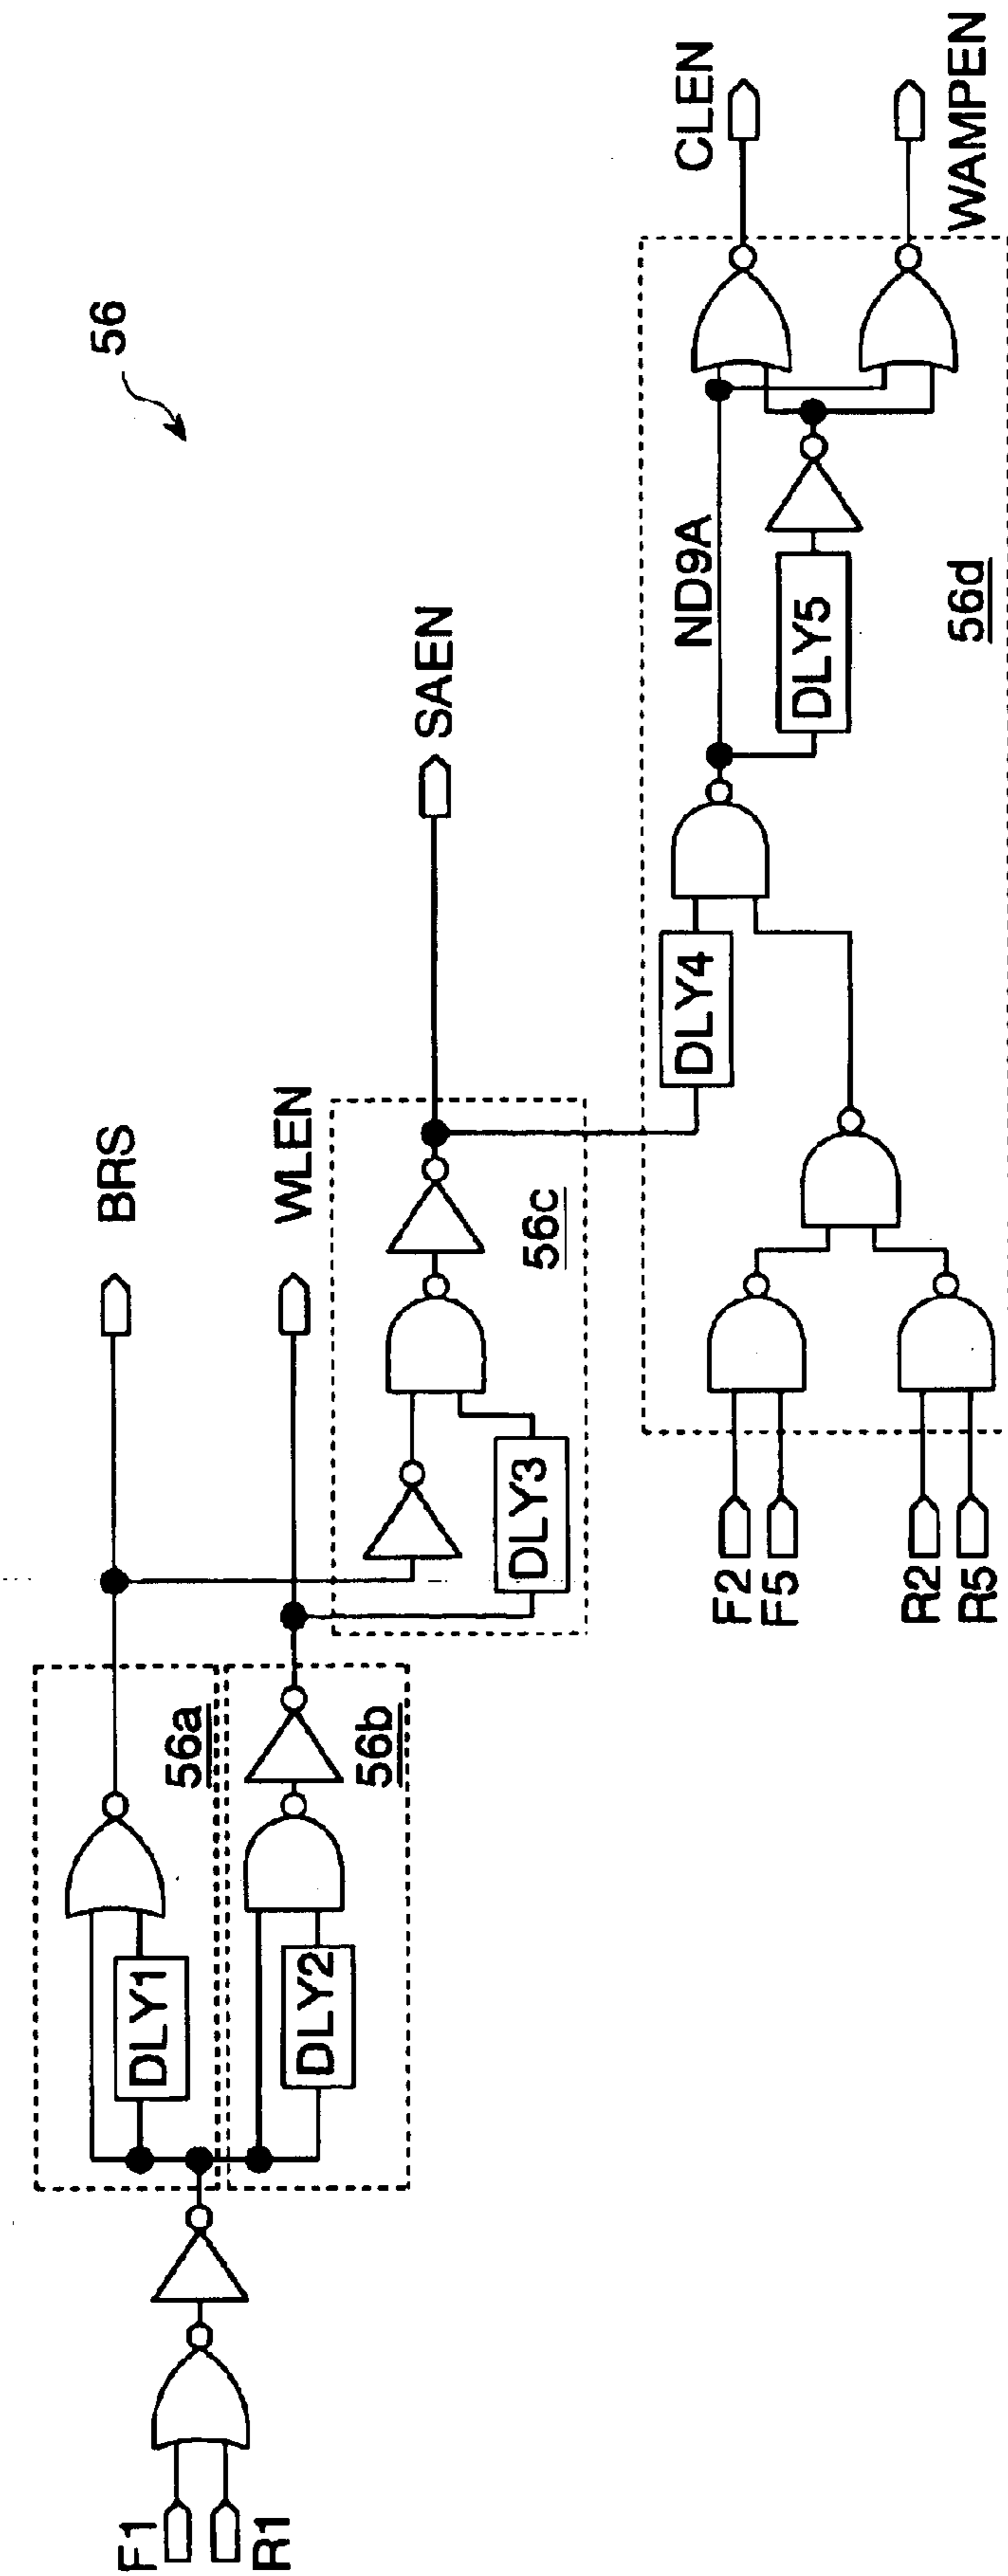 56
F1
R1
DLY1
56a
BRS
DLY2
56b
WLEN
DLY3
56c
SAEN
F2
F5
R2
R5
DLY4
ND9A
DLY5
56d
CLEN
WAMPEN